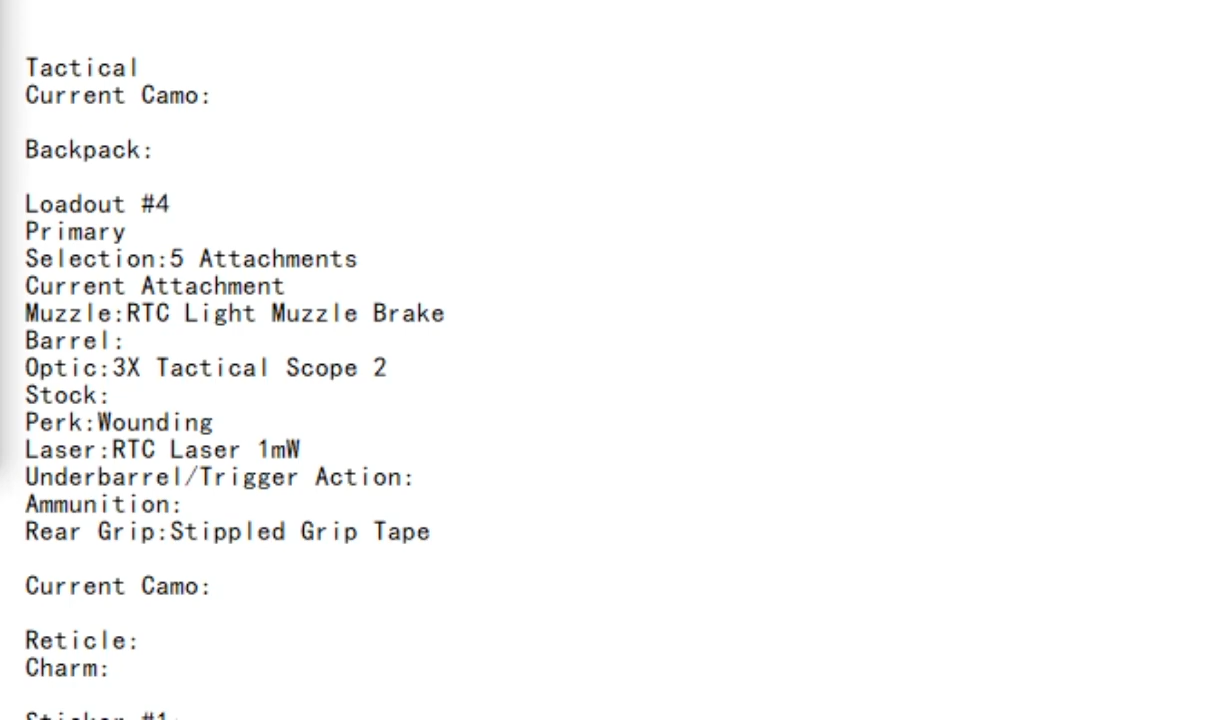 Tactical
Current Camo:
Backpack:
Loadout #4
Primary
Selection:5 Attachments
Current Attachment
Muzzle:RTC Light Muzzle Brake
Barrel:
Optic:3X Tactical Scope 2
Stock:
Perk:Wounding
Laser:RTC Laser 1mW
Underbarrel/Trigger Action:
Ammunition:
Rear Grip:Stippled Grip Tape
Current Camo:
Reticle:
Charm:
Sticker #1: